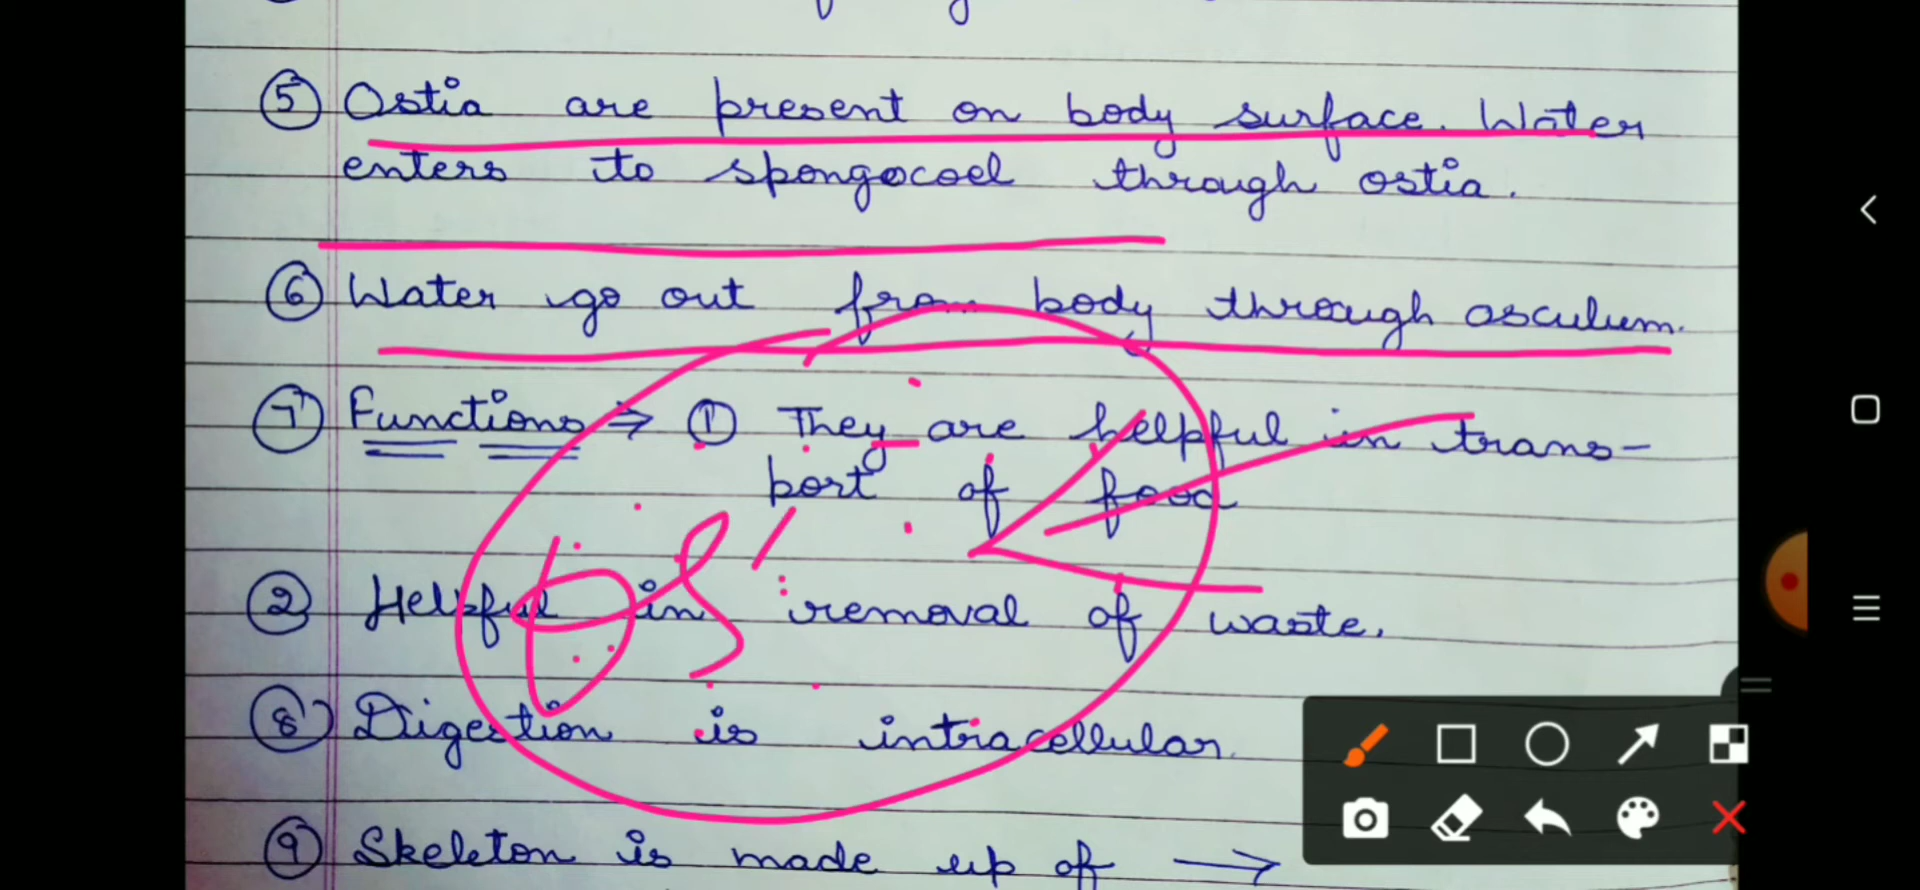 ⑤ Ostia are present on body surface. Water
enters to spongocoel through ostia.
⑥ Water go out from body through osculum.
⑦ Functions ⇒ ① They are helpful in trans-
port of food
② Helpful in removal of waste.
⑧ Digestion is intracellular.
⑨ Skeleton is made up of →